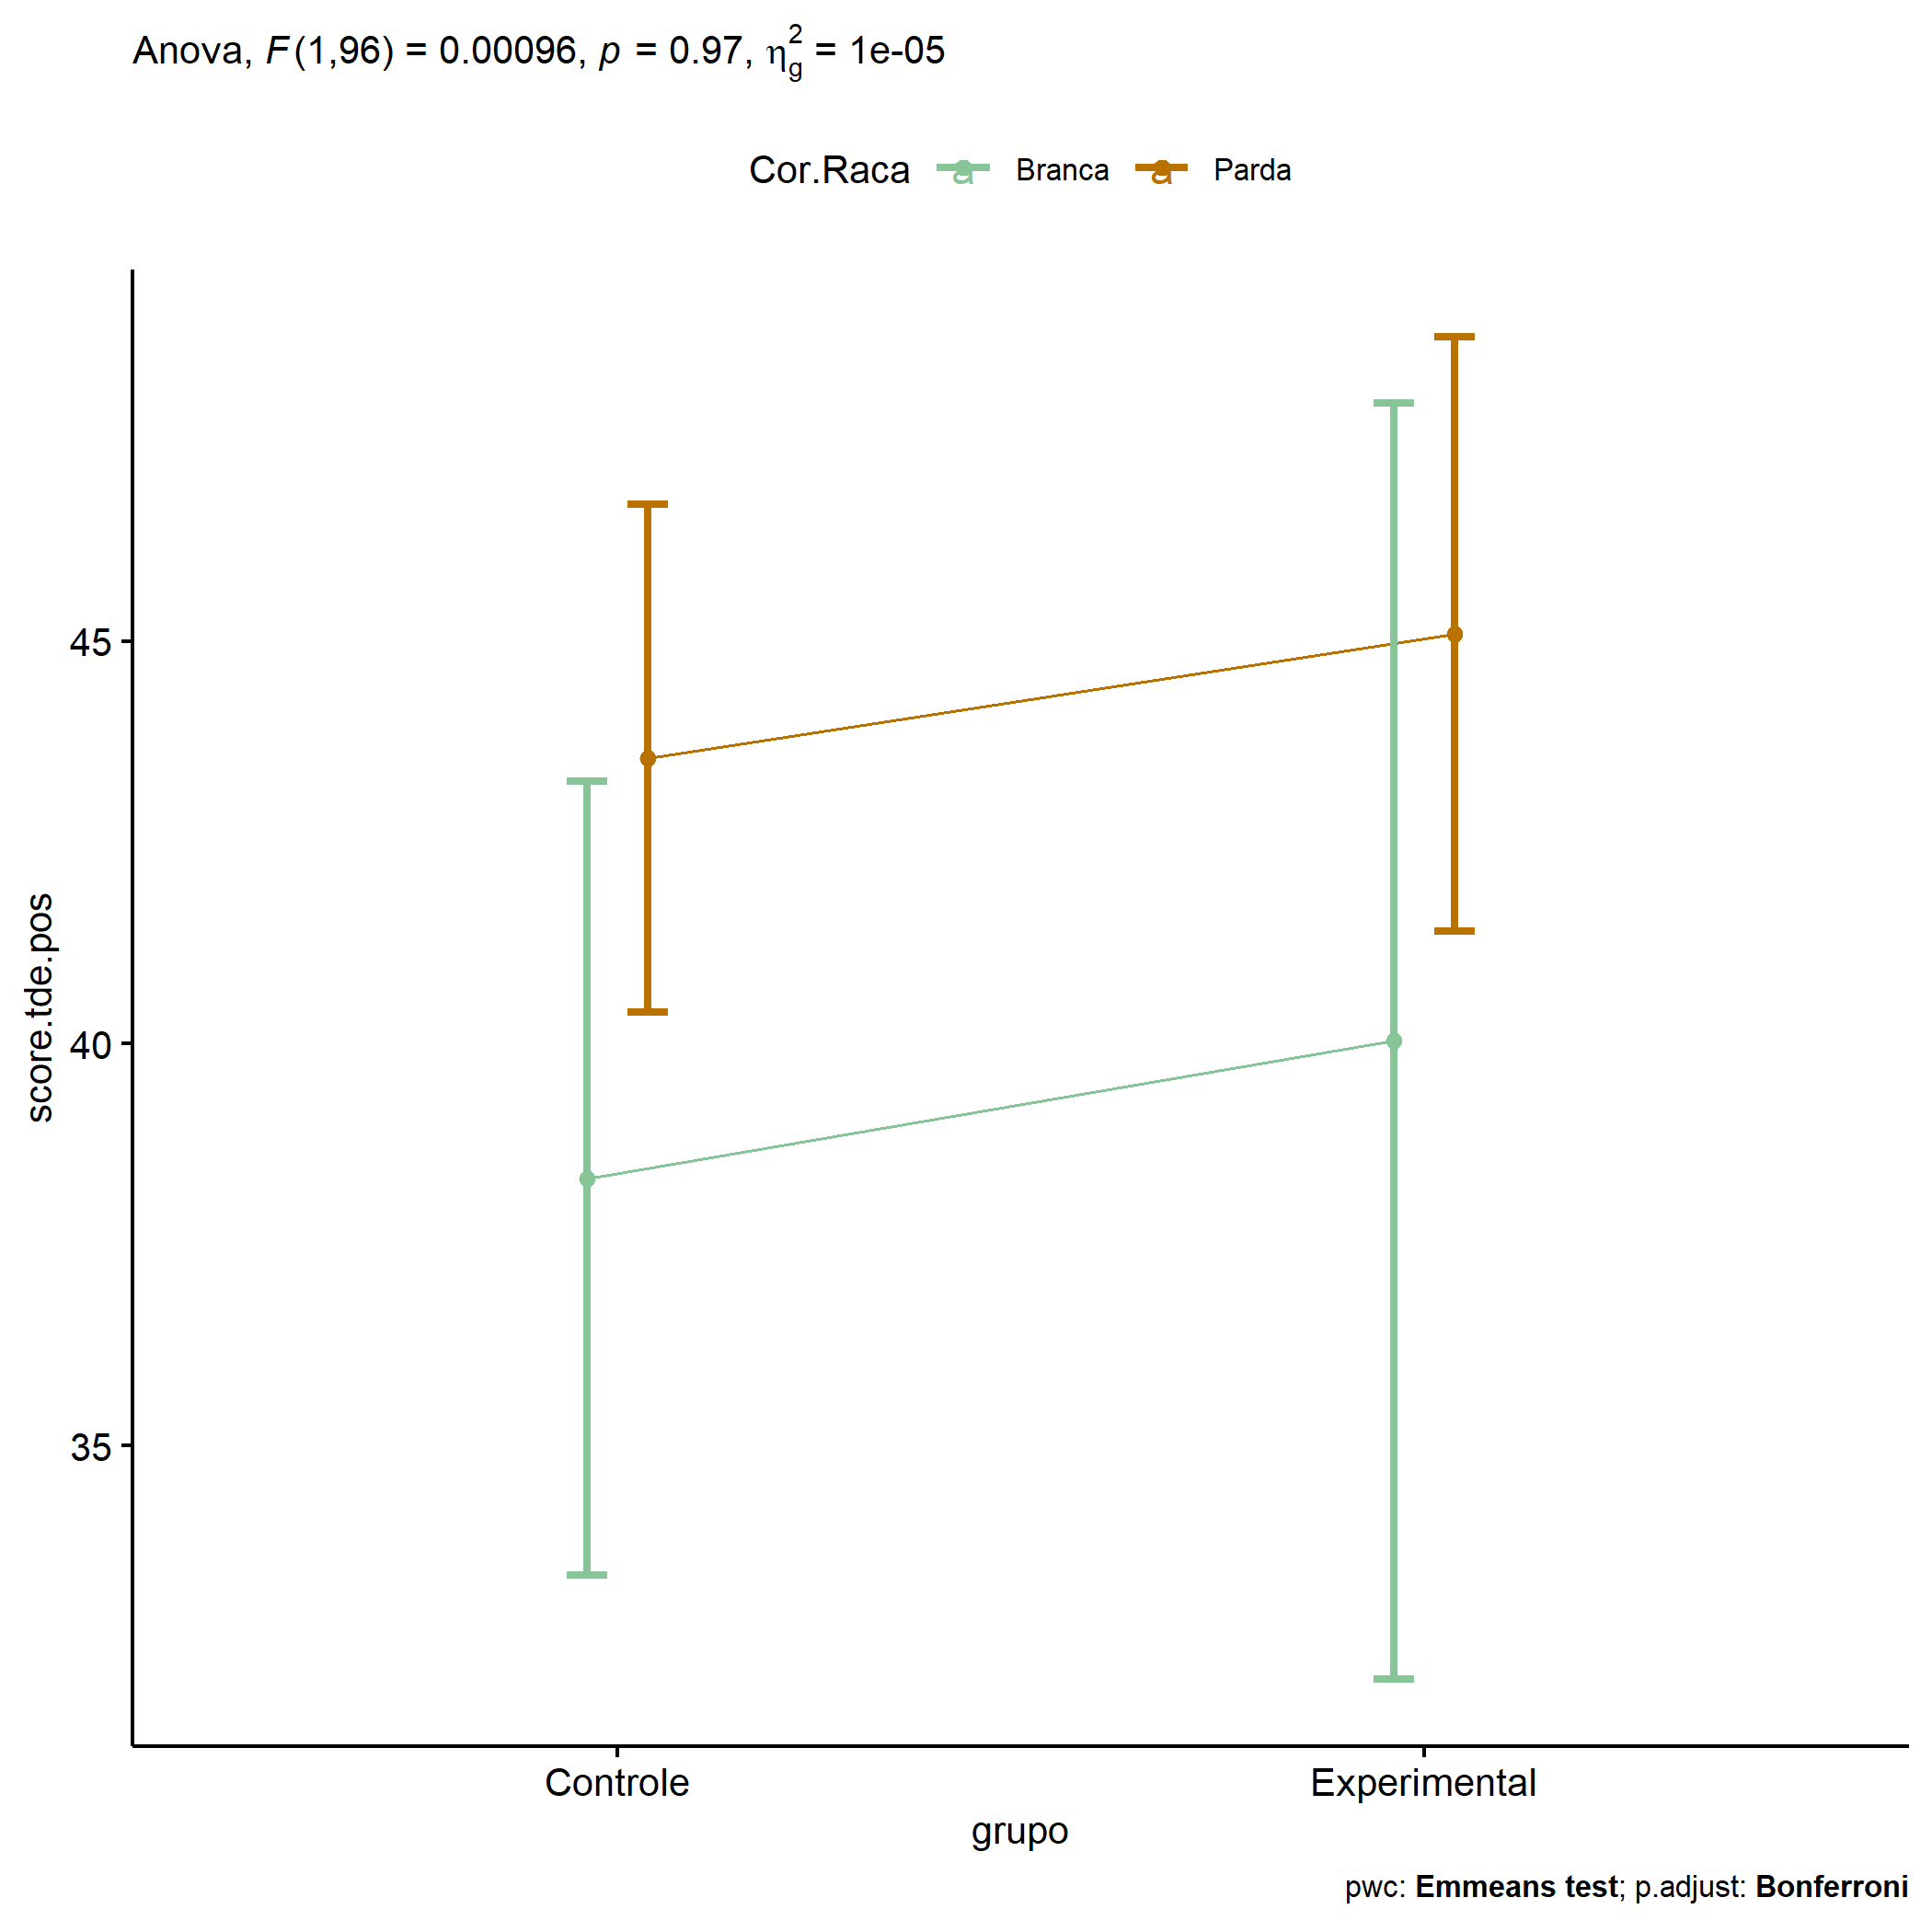 Anova, F(1,96) = 0.00096, p = 0.97, η²g = 1e-05
Cor.Raca a Branca a Parda
45
40
35
score.tde.pos
Controle Experimental
grupo
pwc: Emmeans test; p.adjust: Bonferroni